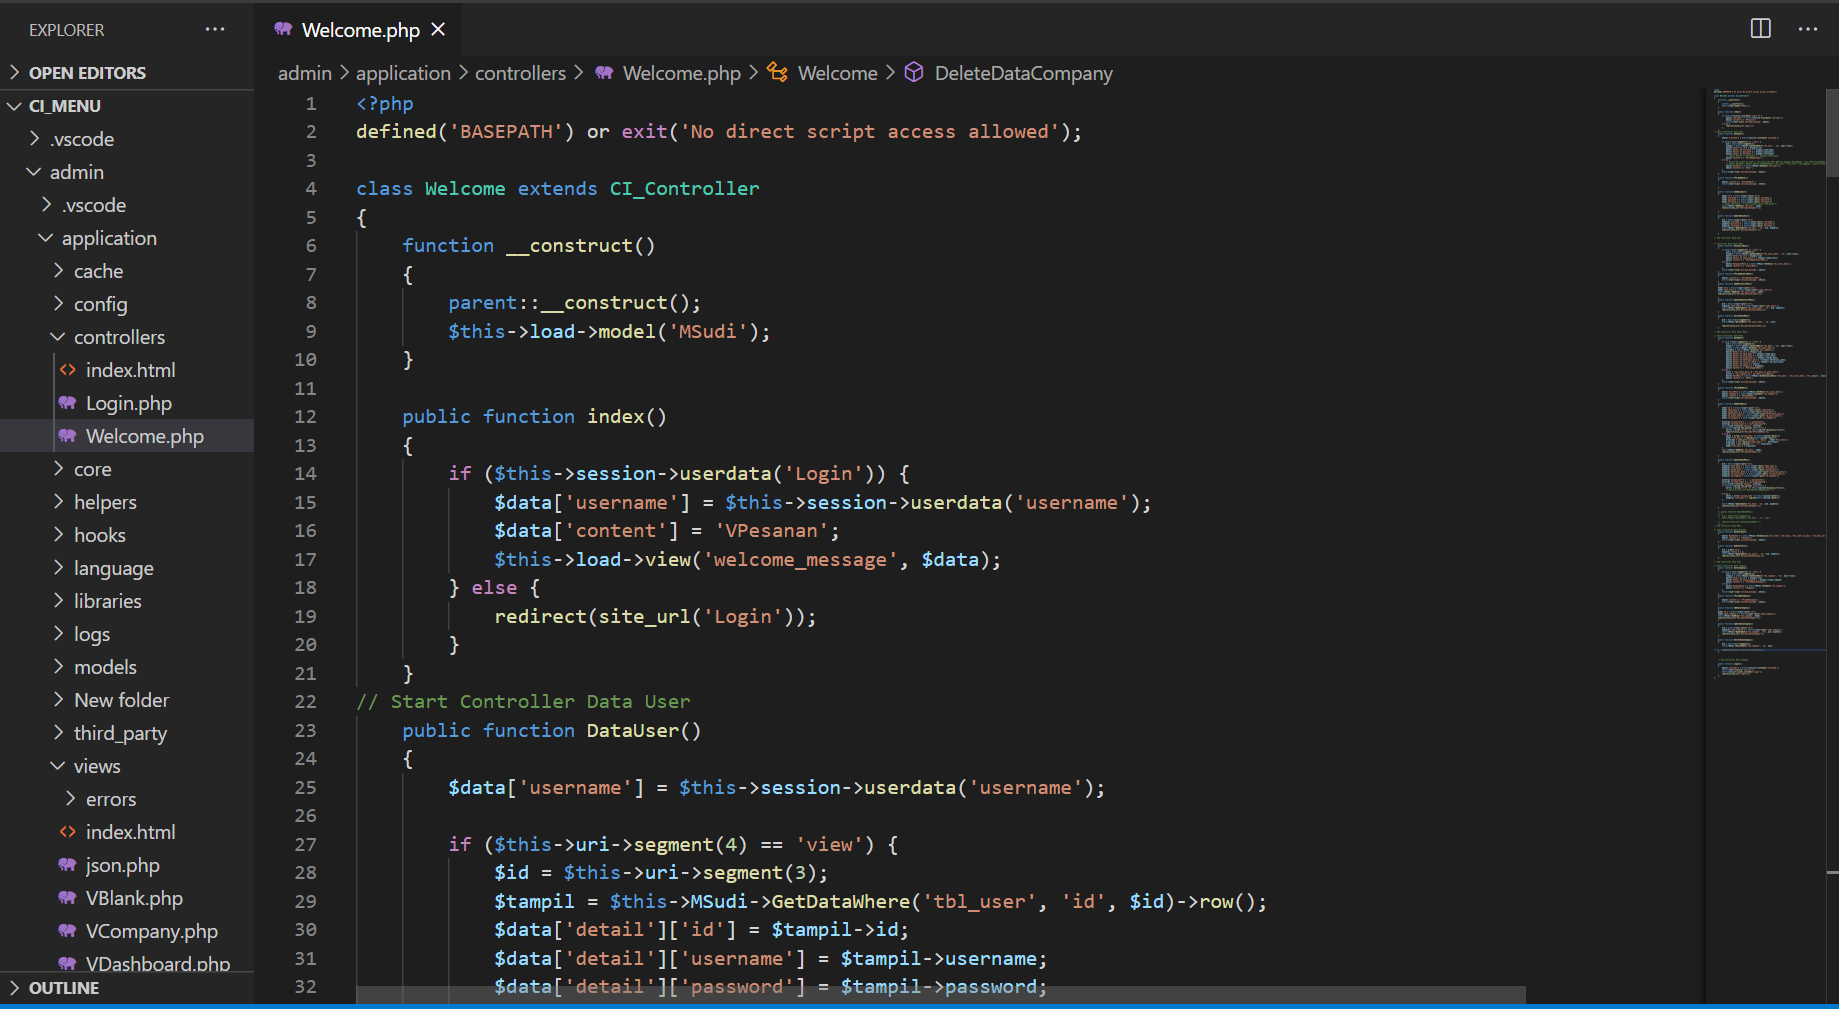 EXPLORER
OPEN EDITORS
CI_MENU
.vscode
admin
.vscode
application
cache
config
controllers
index.html
Login.php
Welcome.php
core
helpers
hooks
language
libraries
logs
models
New folder
third_party
views
errors
index.html
json.php
VBlank.php
VCompany.php
VDashboard.php
OUTLINE
Welcome.php
admin > application > controllers > Welcome.php > Welcome > DeleteDataCompany
1 <?php
2 defined('BASEPATH') or exit('No direct script access allowed');
3
4 class Welcome extends CI_Controller
5 {
6     function __construct()
7     {
8         parent::__construct();
9         $this->load->model('MSudi');
10     }
11
12     public function index()
13     {
14         if ($this->session->userdata('Login')) {
15             $data['username'] = $this->session->userdata('username');
16             $data['content'] = 'VPesanan';
17             $this->load->view('welcome_message', $data);
18         } else {
19             redirect(site_url('Login'));
20         }
21     }
22 // Start Controller Data User
23     public function DataUser()
24     {
25         $data['username'] = $this->session->userdata('username');
26
27         if ($this->uri->segment(4) == 'view') {
28             $id = $this->uri->segment(3);
29             $tampil = $this->MSudi->GetDataWhere('tbl_user', 'id', $id)->row();
30             $data['detail']['id'] = $tampil->id;
31             $data['detail']['username'] = $tampil->username;
32             $data['detail']['password'] = $tampil->password;